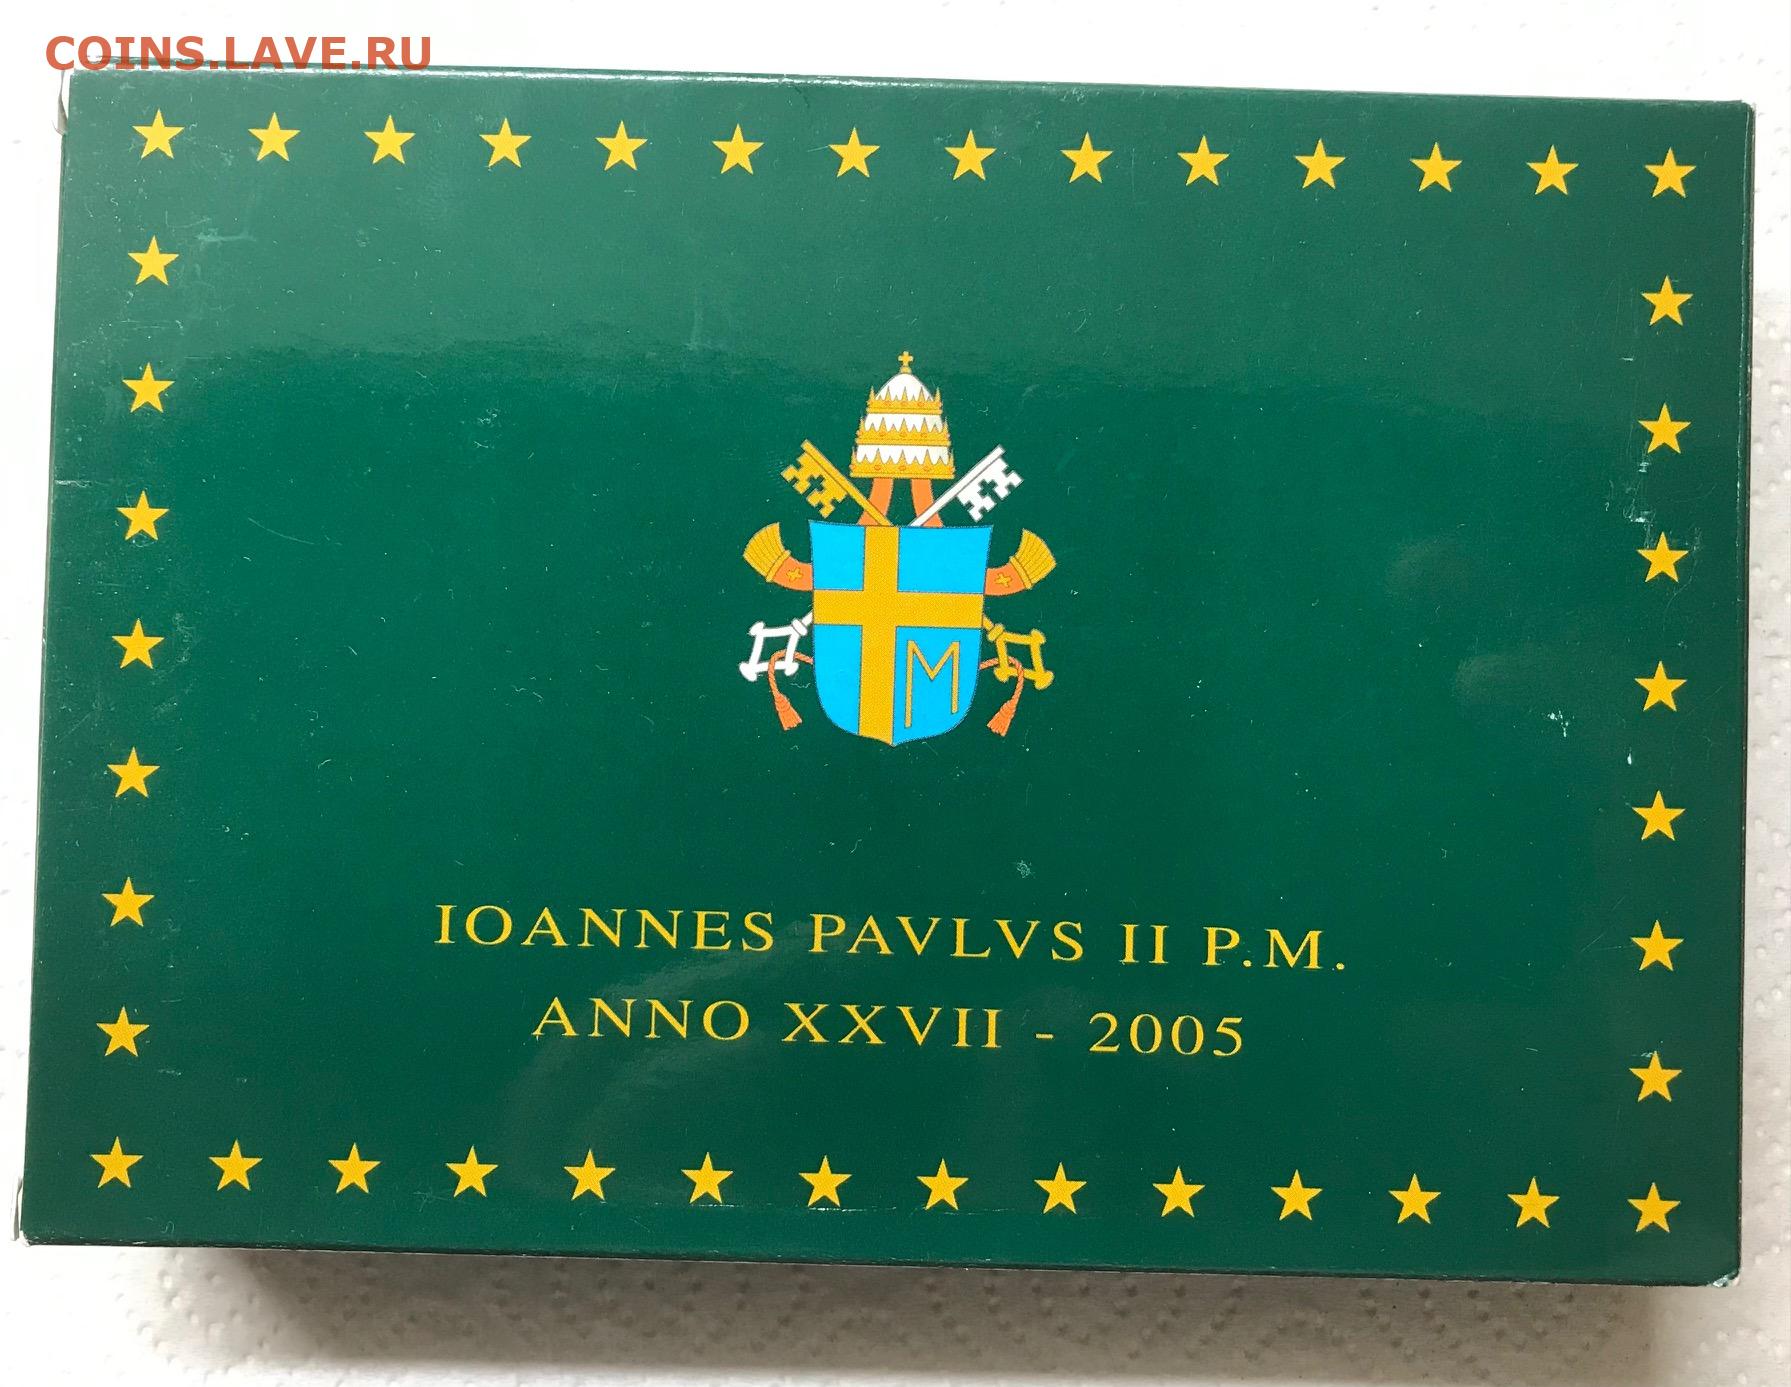 COINS.LAVE.RU
M
IOANNES PAVLVS II P.M.
ANNO XXVII - 2005